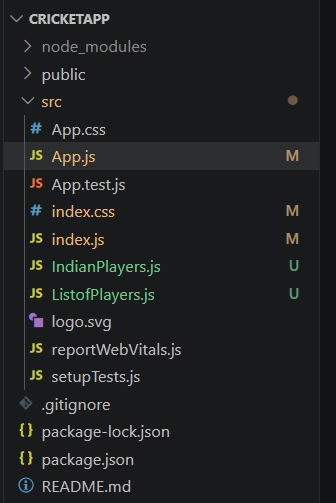 CRICKETAPP
node_modules
public
src
# App.css
JS App.js M
JS App.test.js
# index.css M
JS index.js M
JS IndianPlayers.js U
JS ListofPlayers.js U
logo.svg
JS reportWebVitals.js
JS setupTests.js
.gitignore
package-lock.json
package.json
README.md